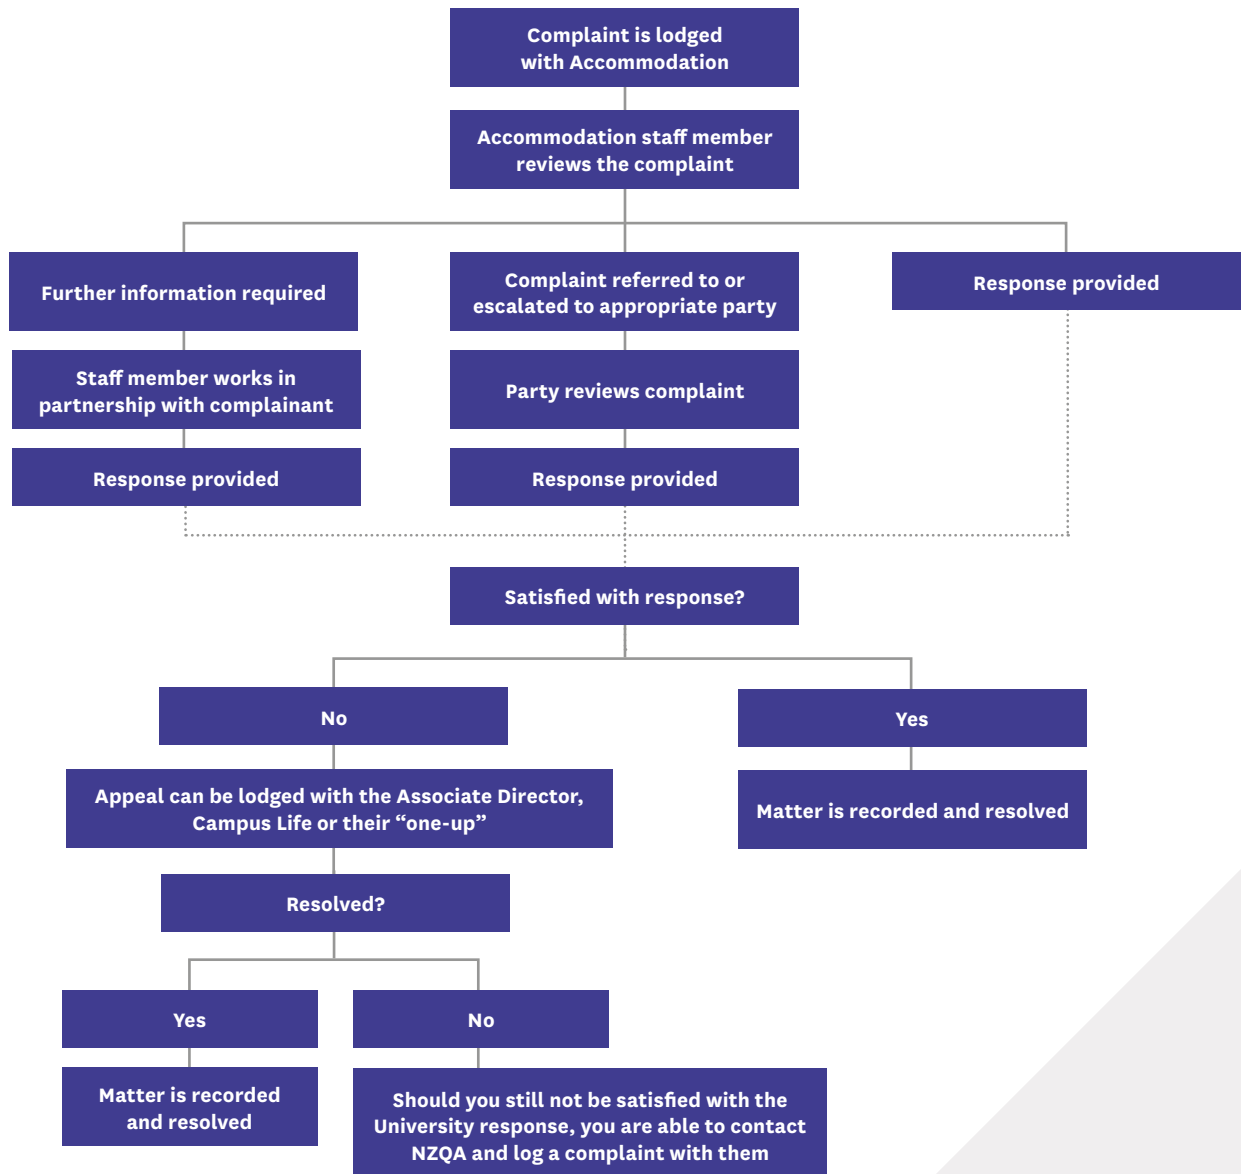 Complaint is lodged
with Accommodation
Accommodation staff member
reviews the complaint
Further information required
Complaint referred to or
escalated to appropriate party
Response provided
Staff member works in
partnership with complainant
Party reviews complaint
Response provided
Response provided
Satisfied with response?
No
Yes
Appeal can be lodged with the Associate Director,
Campus Life or their “one-up”
Matter is recorded and resolved
Resolved?
Yes
No
Matter is recorded
and resolved
Should you still not be satisfied with the
University response, you are able to contact
NZQA and log a complaint with them